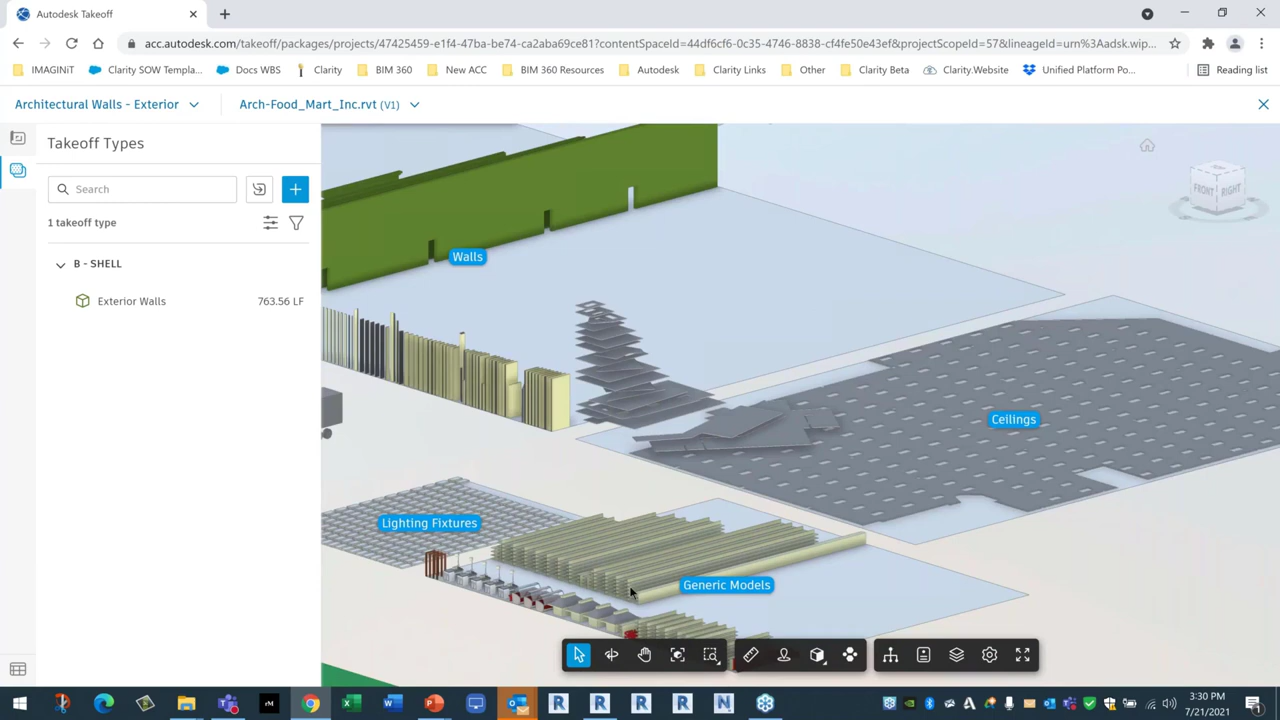 Autodesk Takeoff
acc.autodesk.com/takeoff/packages/projects/47425459-e1f4-47ba-be74-ca2aba69ce81?contentSpaceId=44df6cf6-0c35-4746-8838-cf4fe50e43ef&projectScopeId=57&lineageId=urn%3Aadsk.wip...
IMAGINiT
Clarity SOW Templa...
Docs WBS
Clarity
BIM 360
New ACC
BIM 360 Resources
Autodesk
Clarity Links
Other
Clarity Beta
Clarity.Website
Unified Platform Po...
Reading list
Architectural Walls - Exterior
Arch-Food_Mart_Inc.rvt (V1)
Takeoff Types
Search
1 takeoff type
B - SHELL
Exterior Walls 763.56 LF
FRONT RIGHT
Walls
Ceilings
Lighting Fixtures
Generic Models
3:30 PM
7/21/2021